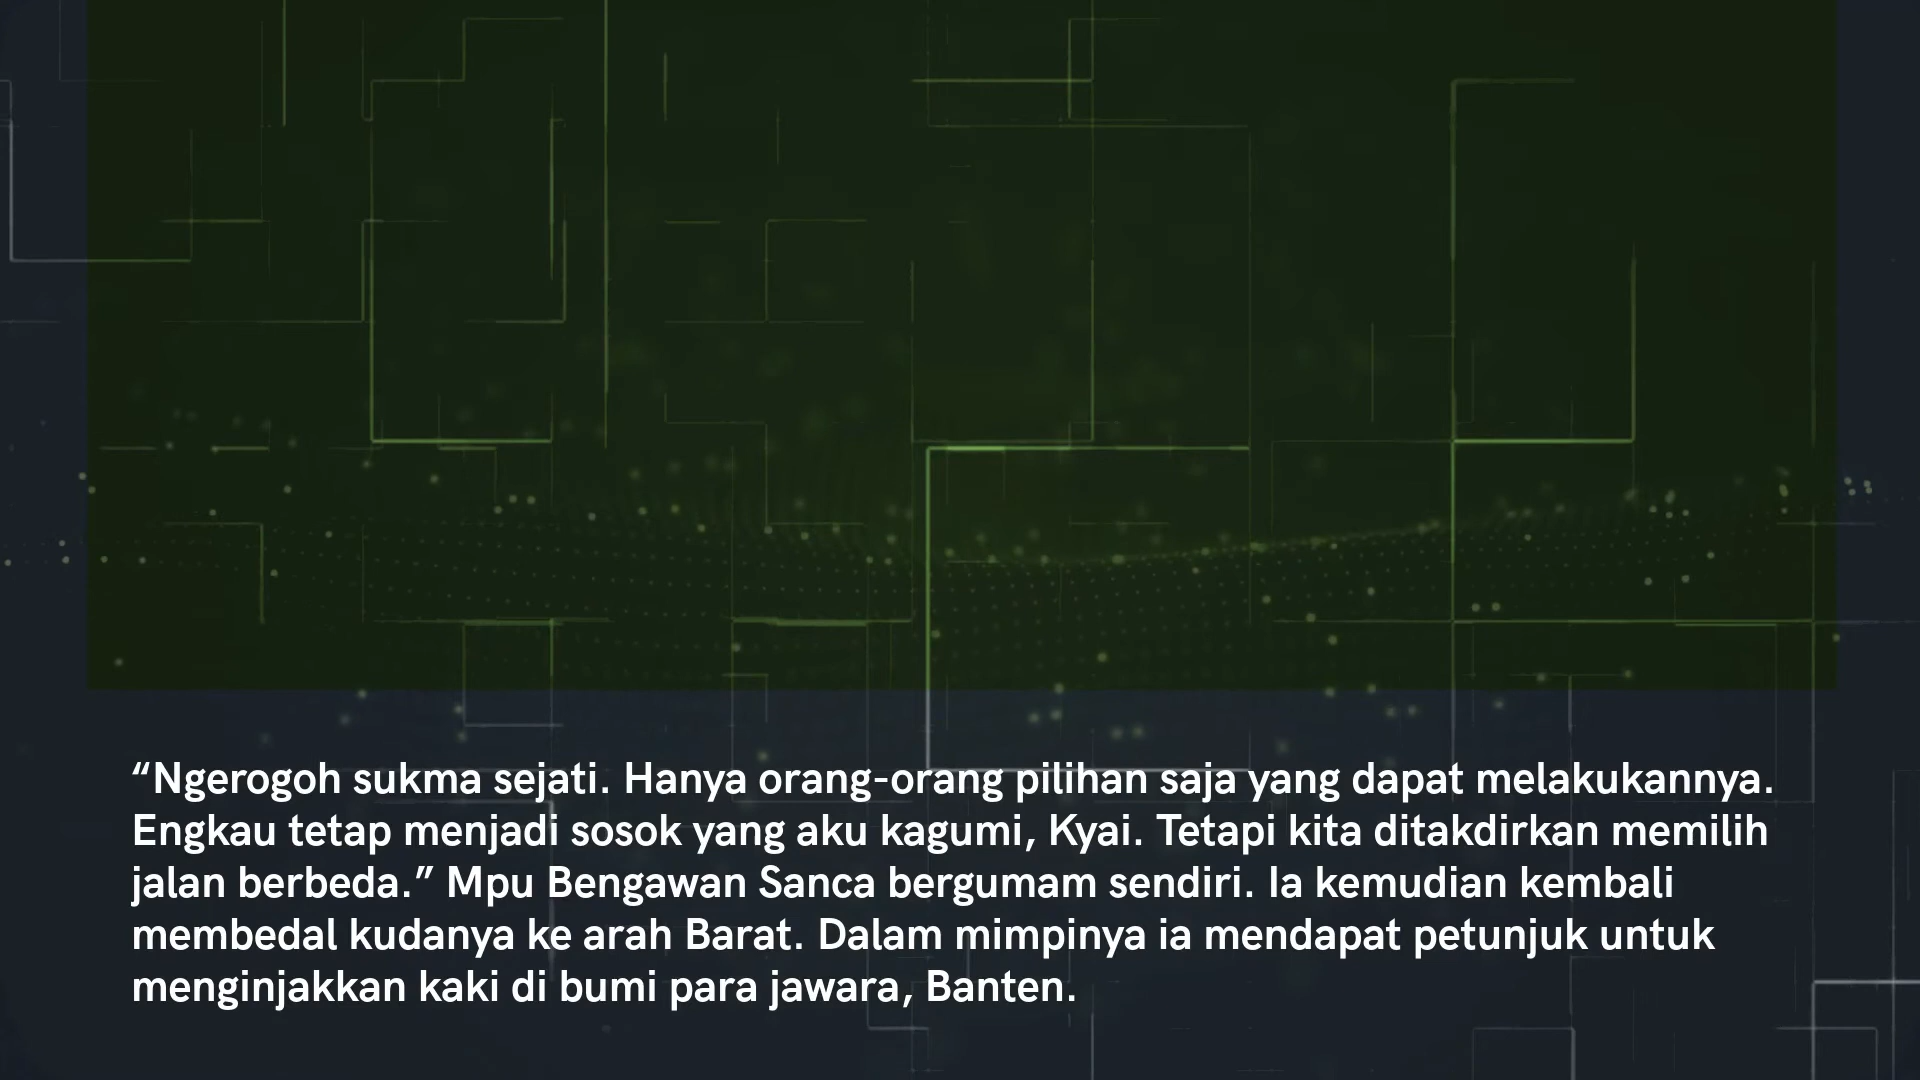 “Ngerogoh sukma sejati. Hanya orang-orang pilihan saja yang dapat melakukannya.
Engkau tetap menjadi sosok yang aku kagumi, Kyai. Tetapi kita ditakdirkan memilih
jalan berbeda.” Mpu Bengawan Sanca bergumam sendiri. Ia kemudian kembali
membedal kudanya ke arah Barat. Dalam mimpinya ia mendapat petunjuk untuk
menginjakkan kaki di bumi para jawara, Banten.